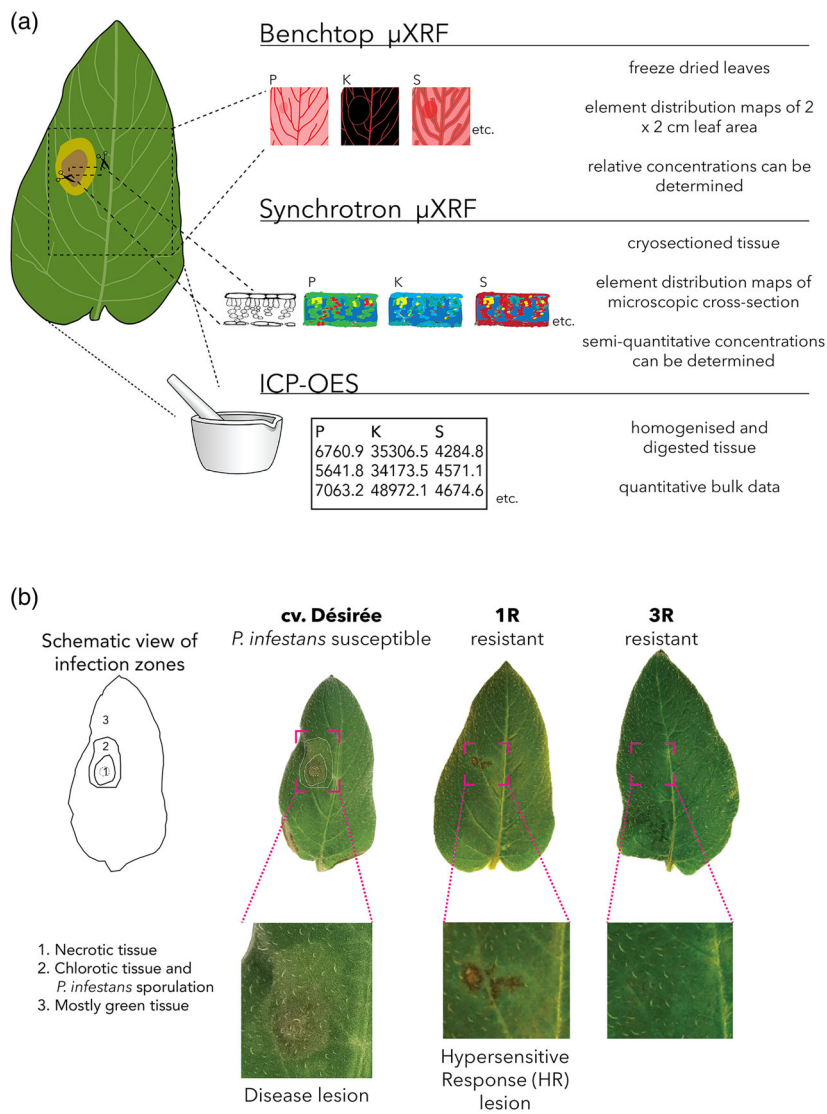 (a)
Benchtop µXRF
P K S
etc.
freeze dried leaves
element distribution maps of 2
x 2 cm leaf area
relative concentrations can be
determined
Synchrotron µXRF
P K S
etc.
cryosectioned tissue
element distribution maps of
microscopic cross-section
semi-quantitative concentrations
can be determined
ICP-OES
P K S
6760.9 35306.5 4284.8
5641.8 34173.5 4571.1
7063.2 48972.1 4674.6
etc.
homogenised and
digested tissue
quantitative bulk data
(b)
Schematic view of
infection zones
3
2
1
cv. Désirée
P. infestans susceptible
1R
resistant
3R
resistant
1. Necrotic tissue
2. Chlorotic tissue and
P. infestans sporulation
3. Mostly green tissue
Disease lesion
Hypersensitive
Response (HR)
lesion